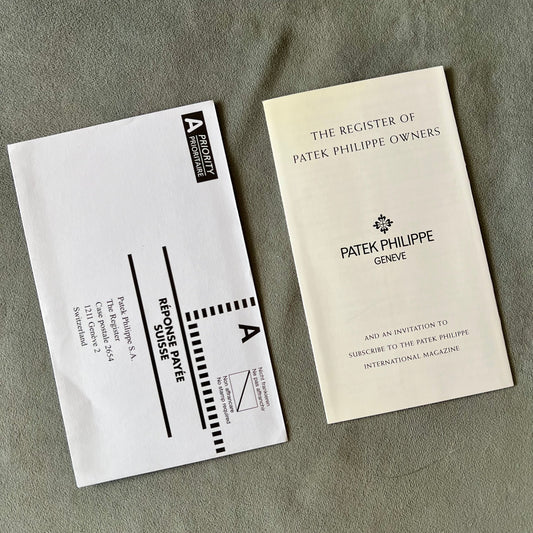 A PRIORITY
PRIORITAIRE
A
Nicht frankieren
Ne pas affranchir
Non affrancare
No stamp required
RÉPONSE PAYÉE
SUISSE
Patek Philippe S.A.
The Register
Case postale 2654
1211 Genève 2
Switzerland
THE REGISTER OF
PATEK PHILIPPE OWNERS
PATEK PHILIPPE
GENEVE
AND AN INVITATION TO
SUBSCRIBE TO THE PATEK PHILIPPE
INTERNATIONAL MAGAZINE